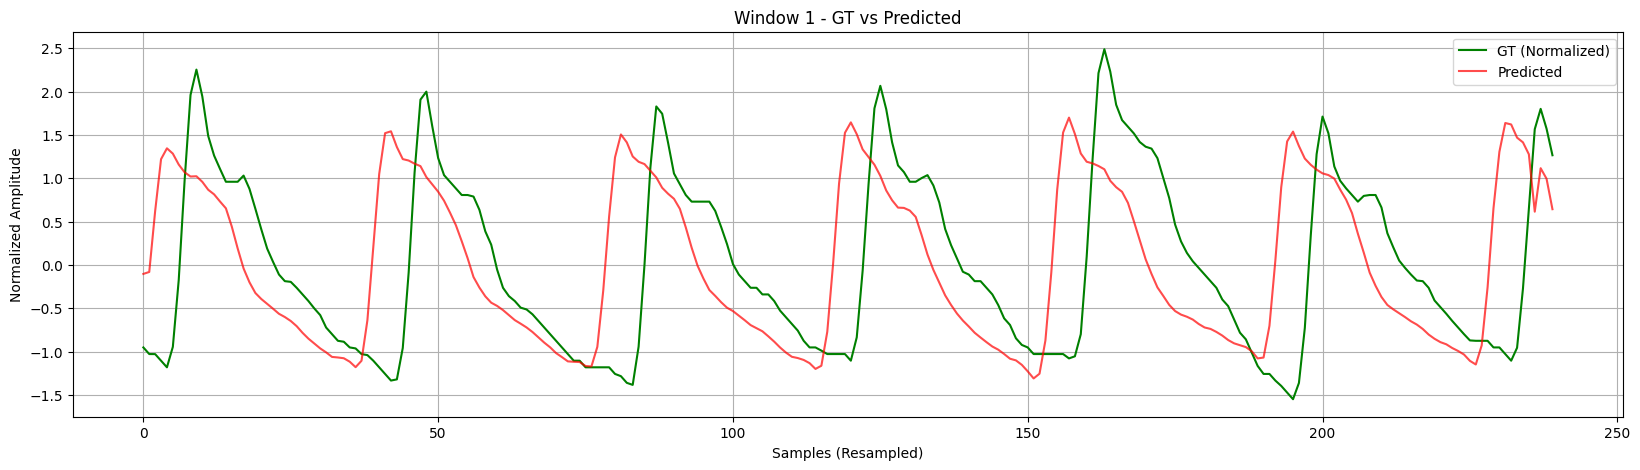 Window 1 - GT vs Predicted
GT (Normalized)
Predicted
Normalized Amplitude
2.5
2.0
1.5
1.0
0.5
0.0
−0.5
−1.0
−1.5
0 50 100 150 200 250
Samples (Resampled)